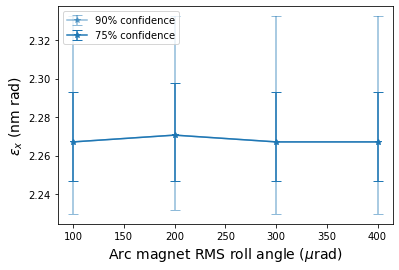 90% confidence
75% confidence
2.32
2.30
2.28
2.26
2.24
εx (nm rad)
100 150 200 250 300 350 400
Arc magnet RMS roll angle (μrad)